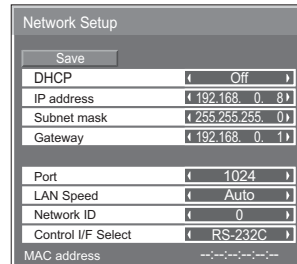 Network Setup
Save
DHCP Off
IP address 192.168. 0. 8
Subnet mask 255.255.255. 0
Gateway 192.168. 0. 1
Port 1024
LAN Speed Auto
Network ID 0
Control I/F Select RS-232C
MAC address --:--:--:--:--:--